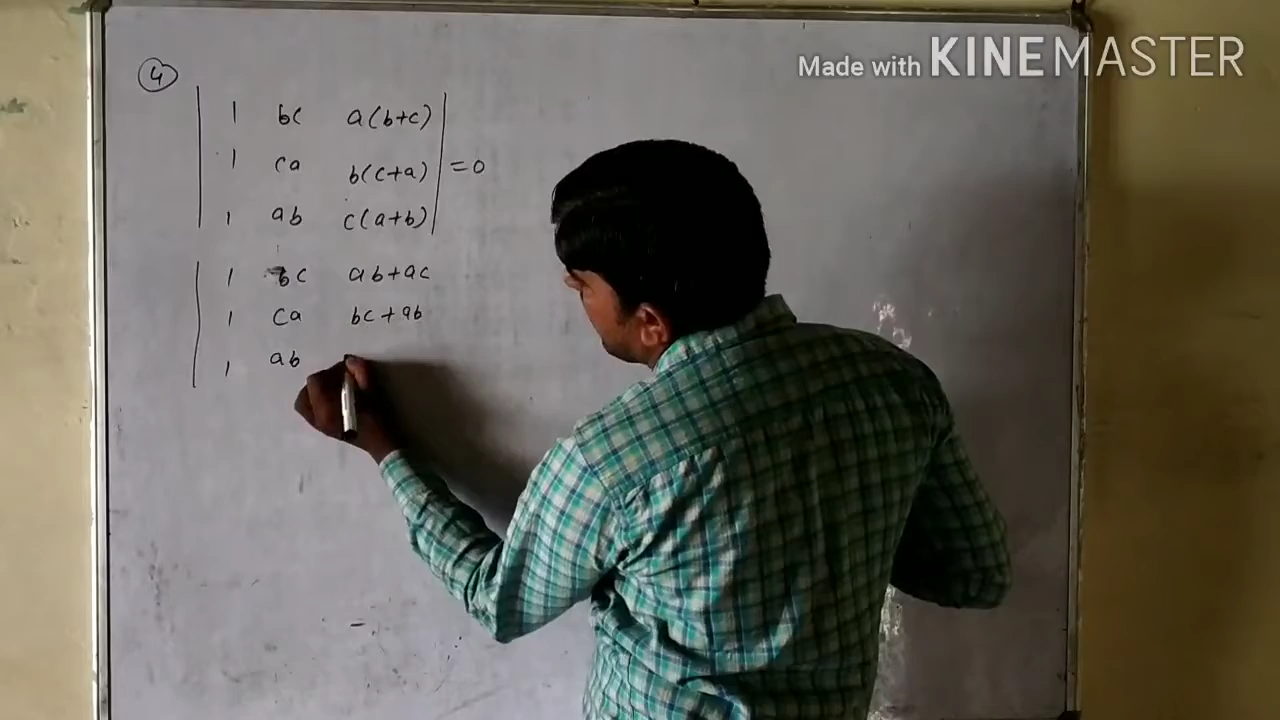 Made with KINEMASTER
4
1 bc a(b+c)
1 ca b(c+a) =0
1 ab c(a+b)
1 bc ab+ac
1 ca bc+ab
1 ab